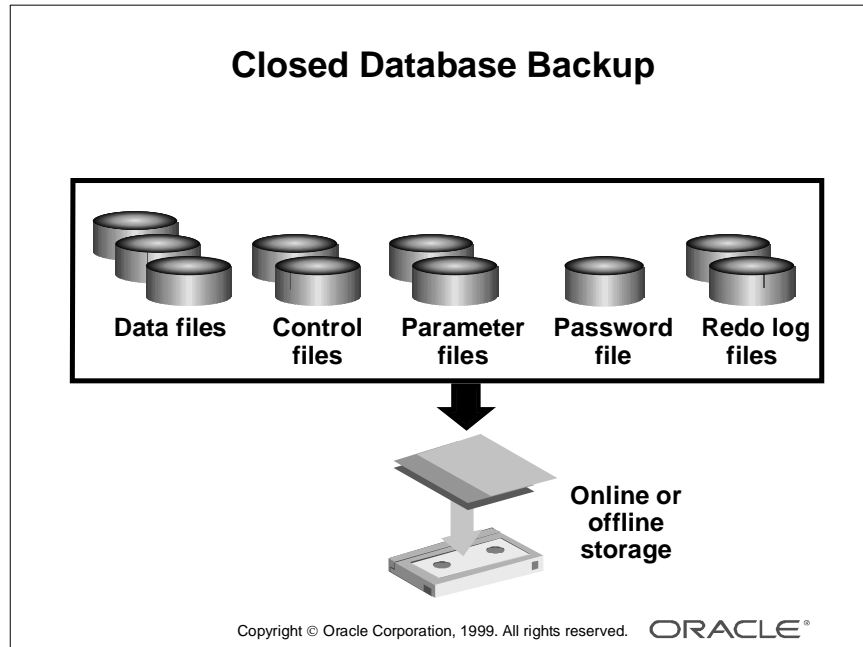 Closed Database Backup
Data files
Control
files
Parameter
files
Password
file
Redo log
files
Online or
offline
storage
Copyright © Oracle Corporation, 1999. All rights reserved.
ORACLE®